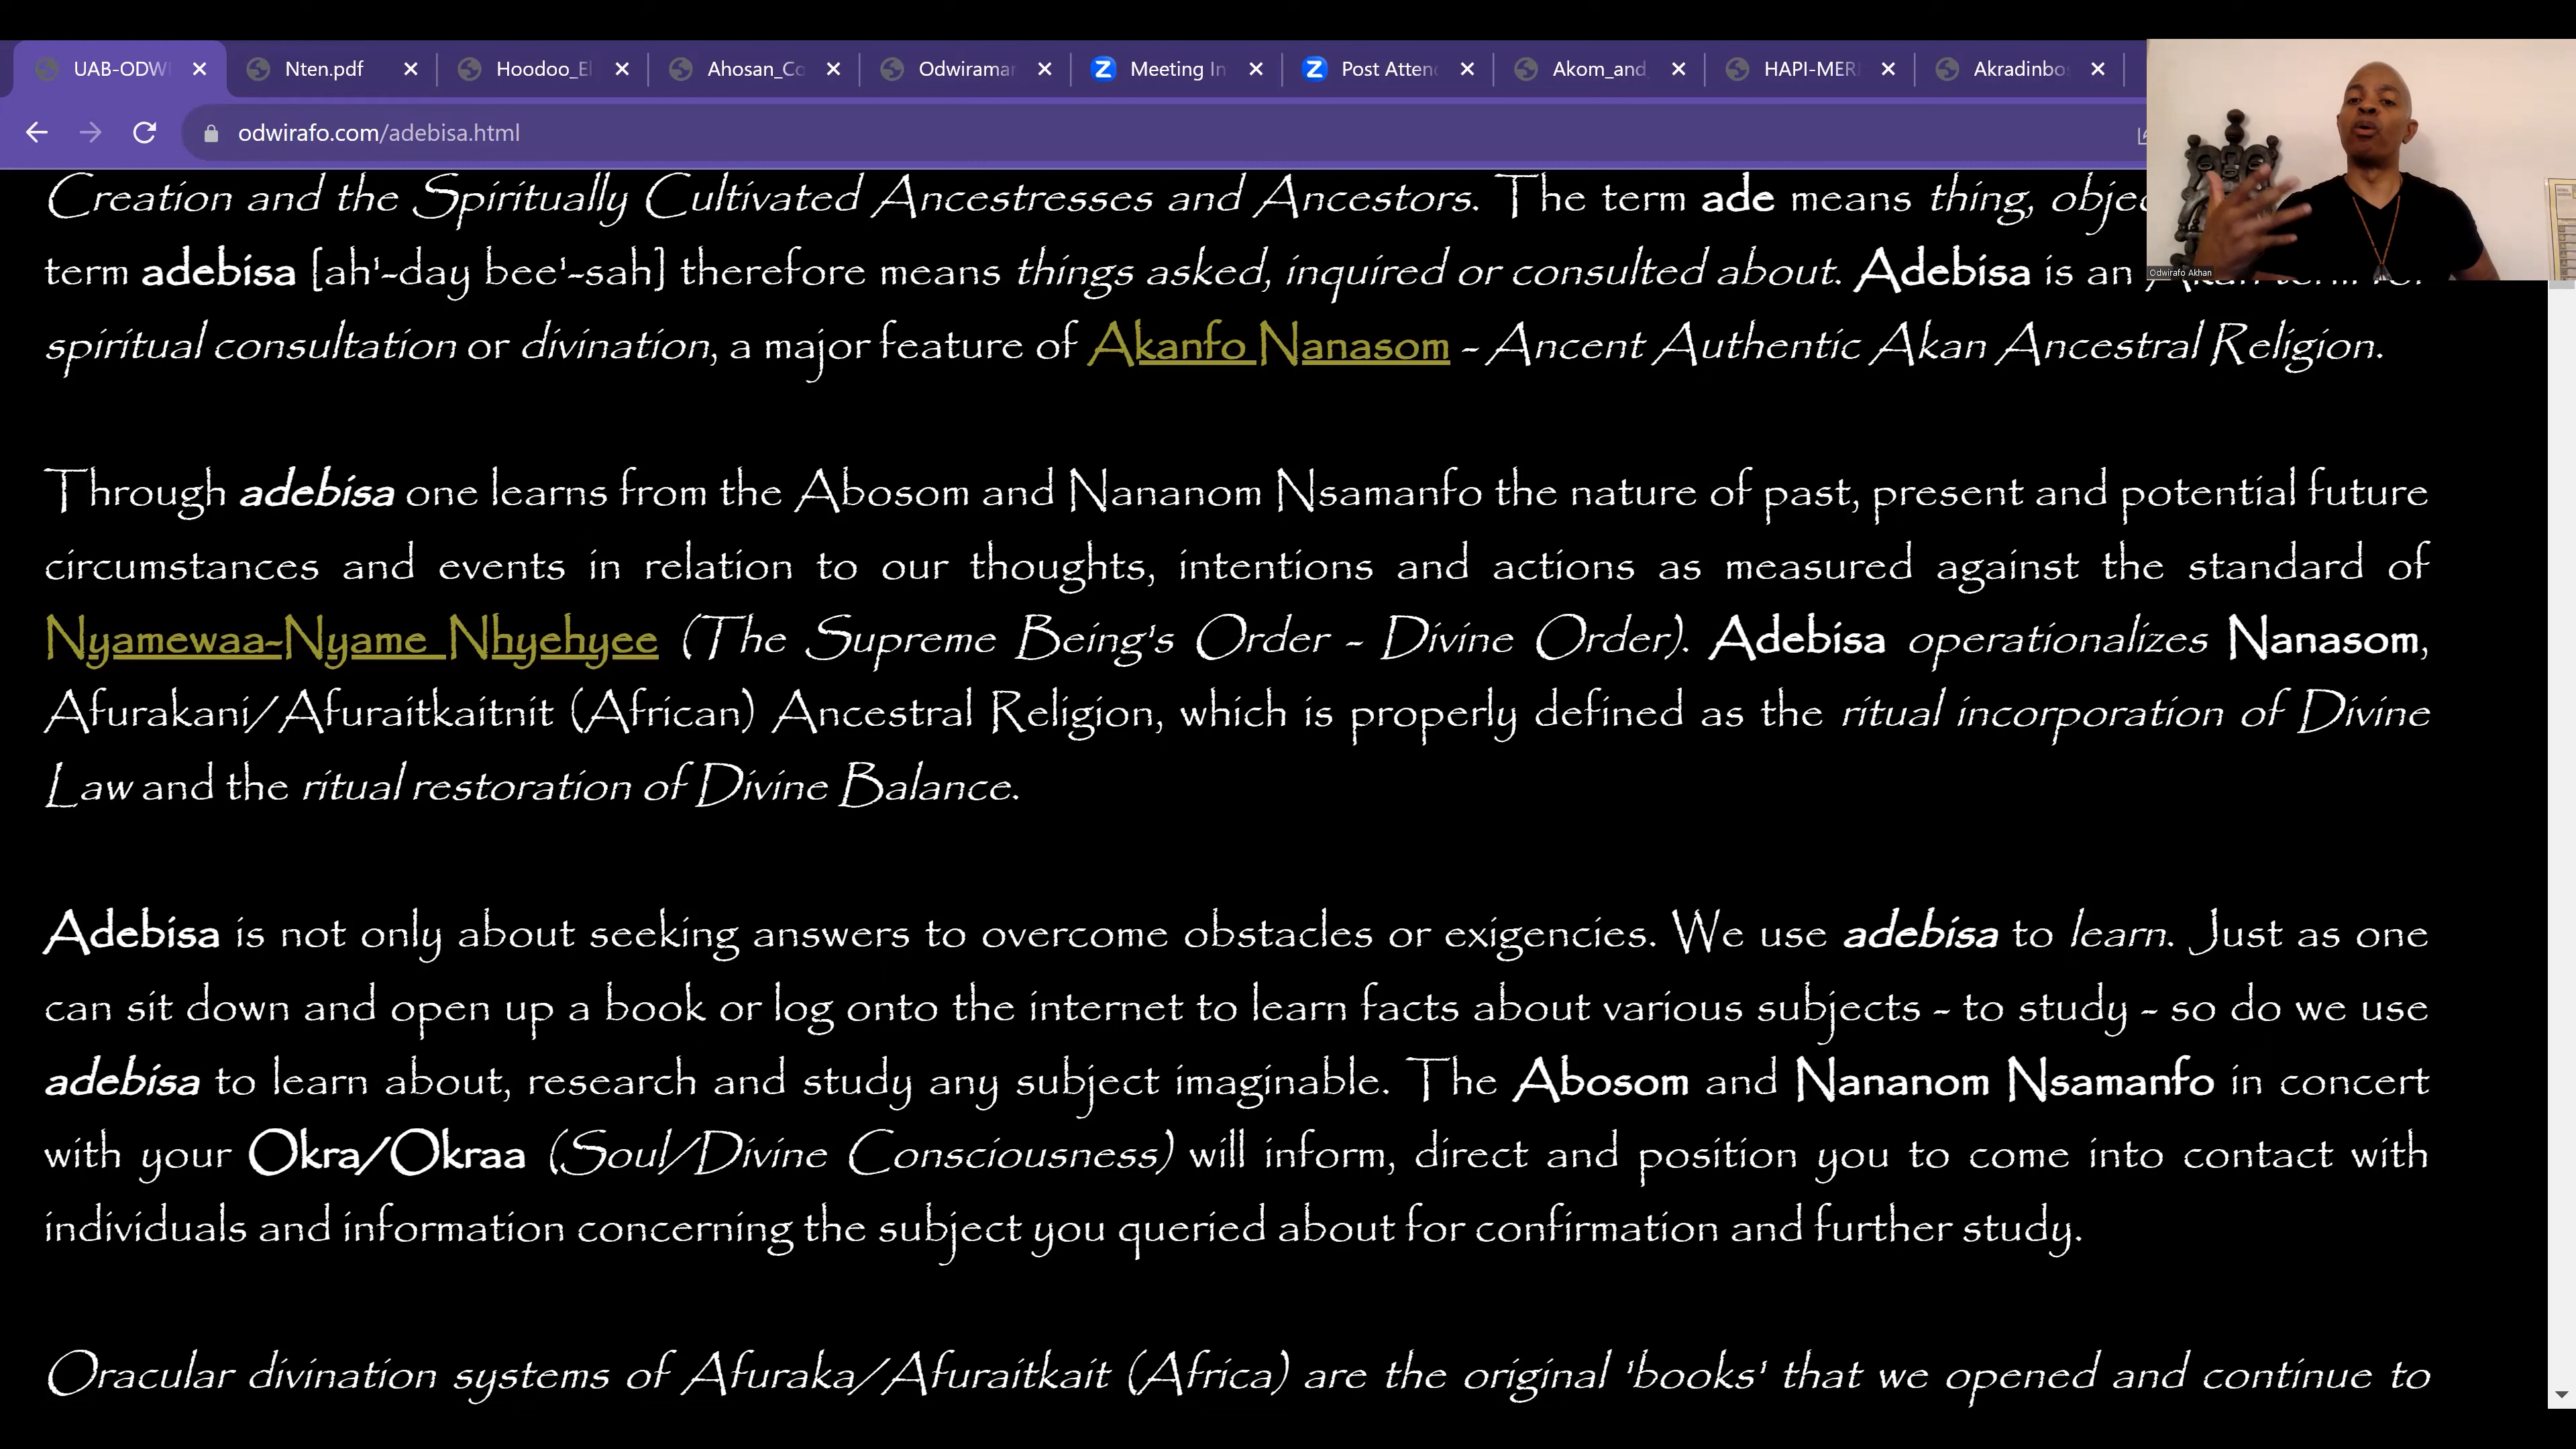 UAB-ODWI
Nten.pdf
Hoodoo_El
Ahosan_Co
Odwiramar
Meeting In
Post Attend
Akom_and_
HAPI-MER
Akradinbos
odwirafo.com/adebisa.html
Odwirafo Akhan
Creation and the Spiritually Cultivated Ancestresses and Ancestors. The term ade means thing, objec
term adebisa [ah'-day bee'-sah] therefore means things asked, inquired or consulted about. Adebisa is an
spiritual consultation or divination, a major feature of Akanfo Nanasom - Ancent Authentic Akan Ancestral Religion.
Through adebisa one learns from the Abosom and Nananom Nsamanfo the nature of past, present and potential future
circumstances and events in relation to our thoughts, intentions and actions as measured against the standard of
Nyamewaa-Nyame Nhyehyee (The Supreme Being's Order - Divine Order). Adebisa operationalizes Nanasom,
Afurakani/Afuraitkaitnit (African) Ancestral Religion, which is properly defined as the ritual incorporation of Divine
Law and the ritual restoration of Divine Balance.
Adebisa is not only about seeking answers to overcome obstacles or exigencies. We use adebisa to learn. Just as one
can sit down and open up a book or log onto the internet to learn facts about various subjects - to study - so do we use
adebisa to learn about, research and study any subject imaginable. The Abosom and Nananom Nsamanfo in concert
with your Okra/Okraa (Soul/Divine Consciousness) will inform, direct and position you to come into contact with
individuals and information concerning the subject you queried about for confirmation and further study.
Oracular divination systems of Afuraka/Afuraitkait (Africa) are the original 'books' that we opened and continue to